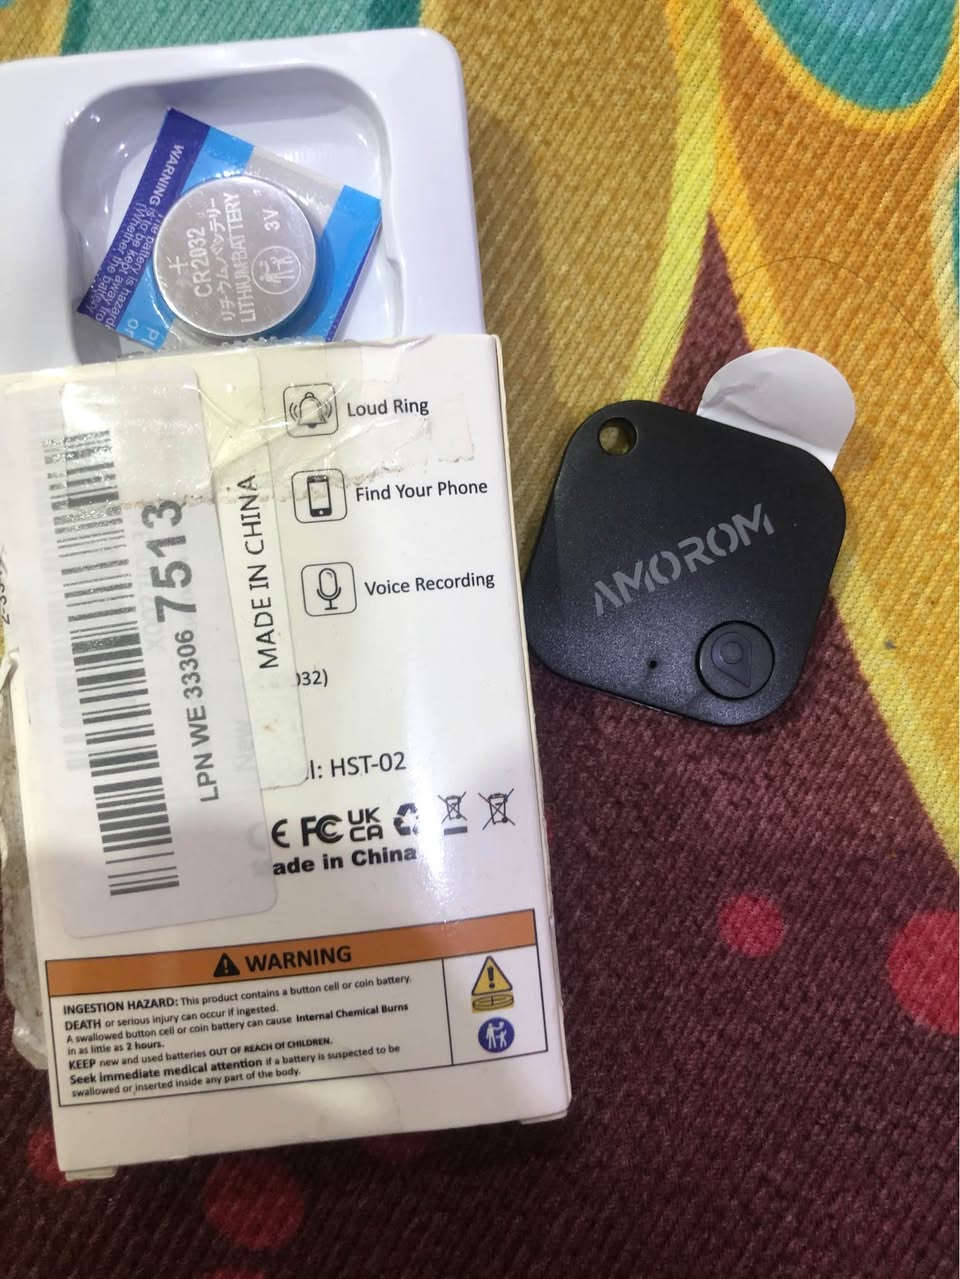 WARNING
CR2032
リチウムバッテリー
LITHIUM BATTERY
3V
Loud Ring
Find Your Phone
Voice Recording
MADE IN CHINA
LPN WE 33306 7513
032)
l: HST-02
CE FC UK
CA
ade in China
AMOROM
WARNING
INGESTION HAZARD: This product contains a button cell or coin battery.
DEATH or serious injury can occur if ingested.
A swallowed button cell or coin battery can cause Internal Chemical Burns
in as little as 2 hours.
KEEP new and used batteries OUT OF REACH OF CHILDREN.
Seek immediate medical attention if a battery is suspected to be
swallowed or inserted inside any part of the body.